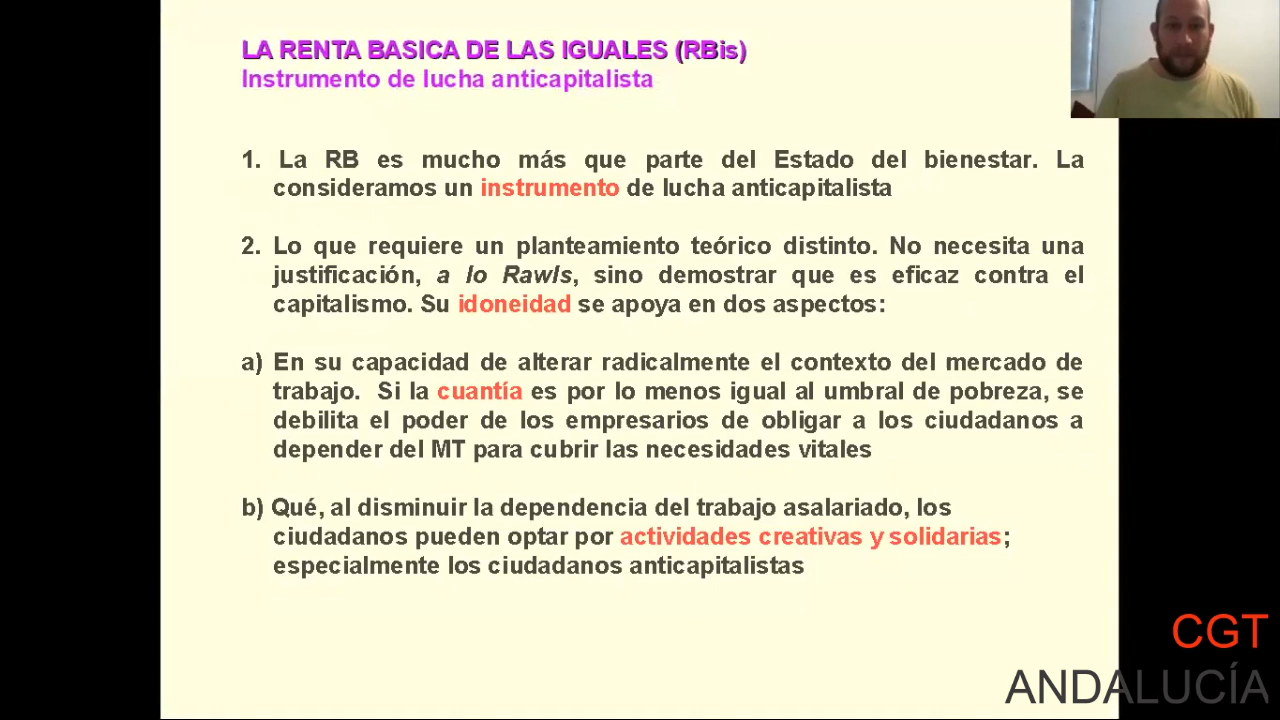 LA RENTA BASICA DE LAS IGUALES (RBis)
Instrumento de lucha anticapitalista
1. La RB es mucho más que parte del Estado del bienestar. La
consideramos un instrumento de lucha anticapitalista
2. Lo que requiere un planteamiento teórico distinto. No necesita una
justificación, a lo Rawls, sino demostrar que es eficaz contra el
capitalismo. Su idoneidad se apoya en dos aspectos:
a) En su capacidad de alterar radicalmente el contexto del mercado de
trabajo. Si la cuantía es por lo menos igual al umbral de pobreza, se
debilita el poder de los empresarios de obligar a los ciudadanos a
depender del MT para cubrir las necesidades vitales
b) Qué, al disminuir la dependencia del trabajo asalariado, los
ciudadanos pueden optar por actividades creativas y solidarias;
especialmente los ciudadanos anticapitalistas
CGT
ANDALUCÍA